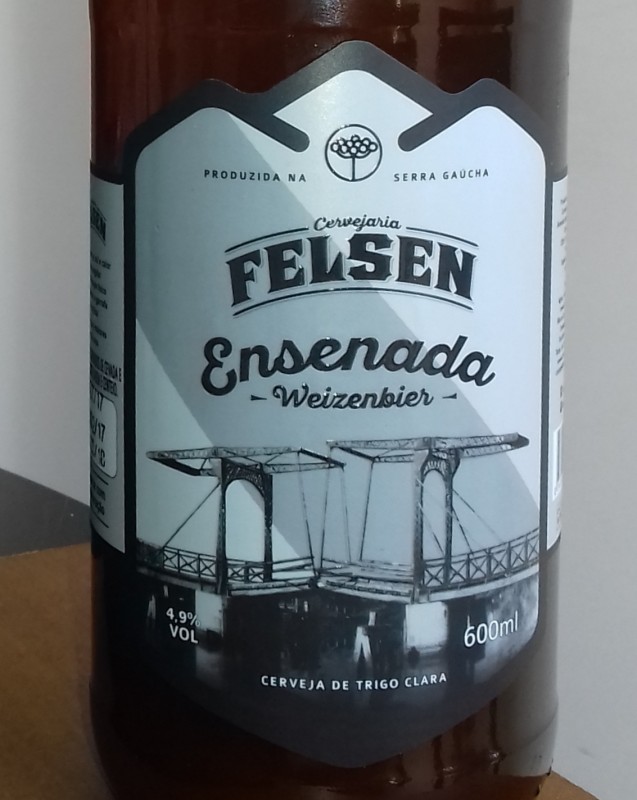 PRODUZIDA NA SERRA GAÚCHA
Cervejaria
FELSEN
Ensenada
- Weizenbier -
4,9%
VOL
600ml
CERVEJA DE TRIGO CLARA